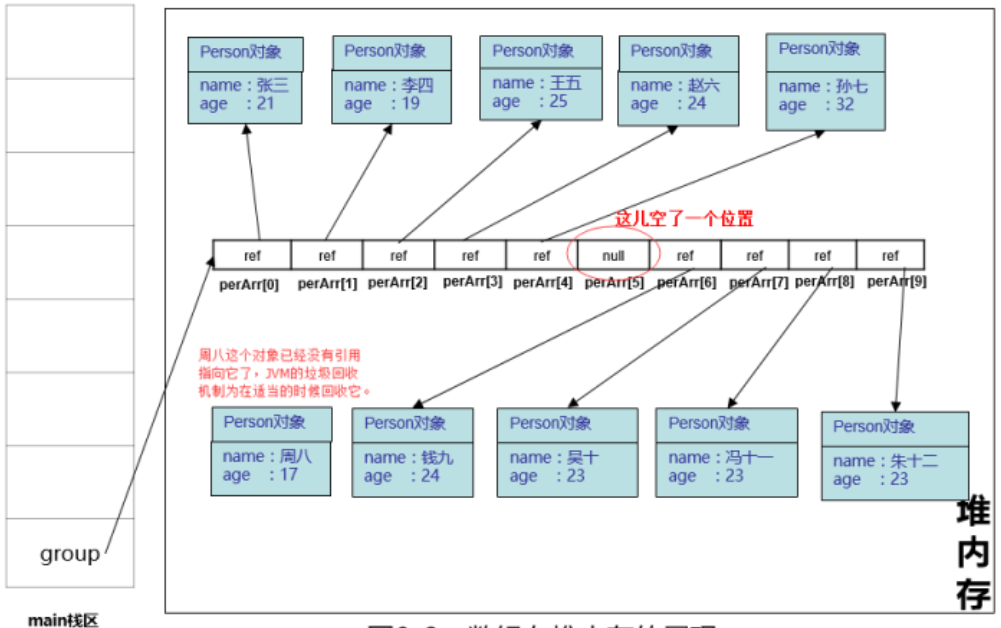 Person对象
name：张三
age ：21
Person对象
name：李四
age ：19
Person对象
name：王五
age ：25
Person对象
name：赵六
age ：24
Person对象
name：孙七
age ：32
这儿空了一个位置
ref ref ref ref ref null ref ref ref ref
perArr[0] perArr[1] perArr[2] perArr[3] perArr[4] perArr[5] perArr[6] perArr[7] perArr[8] perArr[9]
周八这个对象已经没有引用
指向它了，JVM的垃圾回收
机制为在适当的时候回收它。
Person对象
name：周八
age ：17
Person对象
name：钱九
age ：24
Person对象
name：吴十
age ：23
Person对象
name：冯十一
age ：23
Person对象
name：朱十二
age ：23
堆
内
存
group
main栈区